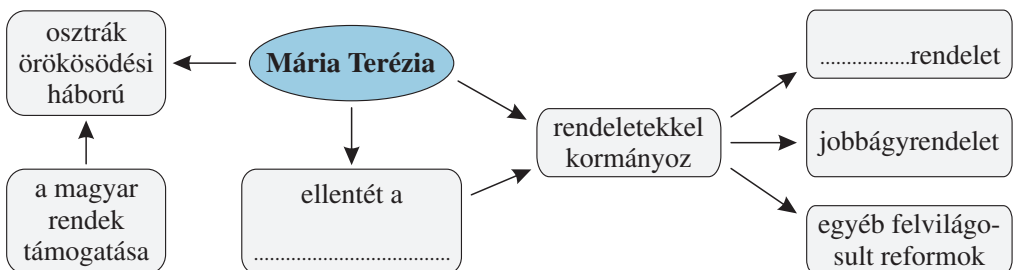 osztrák
örökösödési
háború
Mária Terézia
.................rendelet
rendeletekkel
kormányoz
jobbágyrendelet
a magyar
rendek
támogatása
ellentét a
....................................
egyéb felvilágo-
sult reformok